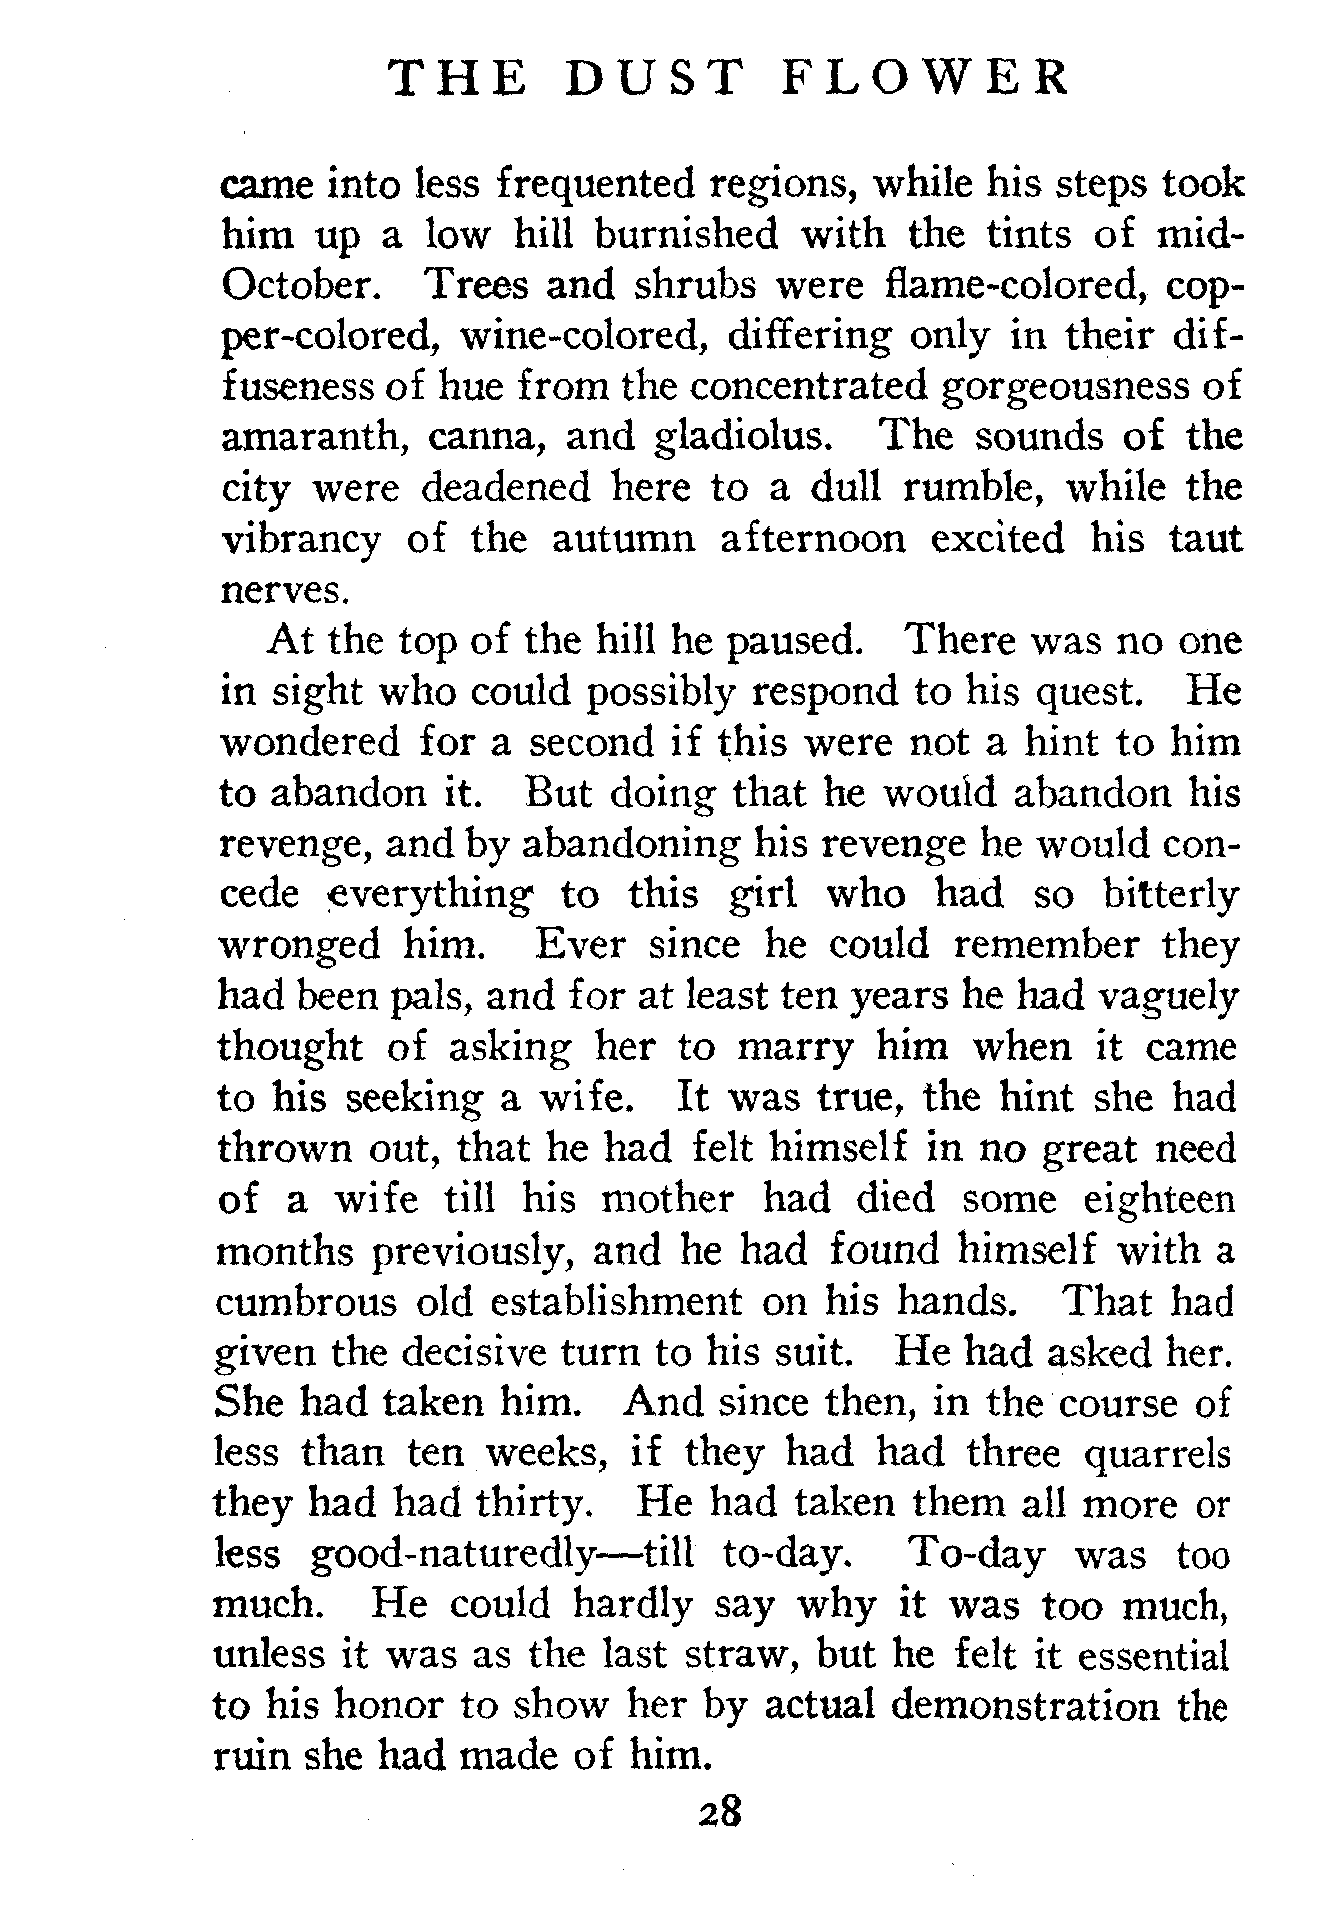 THE DUST FLOWER
came into less frequented regions, while his steps took
him up a low hill burnished with the tints of mid-
October. Trees and shrubs were flame-colored, cop-
per-colored, wine-colored, differing only in their dif-
fuseness of hue from the concentrated gorgeousness of
amaranth, canna, and gladiolus. The sounds of the
city were deadened here to a dull rumble, while the
vibrancy of the autumn afternoon excited his taut
nerves.
At the top of the hill he paused. There was no one
in sight who could possibly respond to his quest. He
wondered for a second if this were not a hint to him
to abandon it. But doing that he would abandon his
revenge, and by abandoning his revenge he would con-
cede everything to this girl who had so bitterly
wronged him. Ever since he could remember they
had been pals, and for at least ten years he had vaguely
thought of asking her to marry him when it came
to his seeking a wife. It was true, the hint she had
thrown out, that he had felt himself in no great need
of a wife till his mother had died some eighteen
months previously, and he had found himself with a
cumbrous old establishment on his hands. That had
given the decisive turn to his suit. He had asked her.
She had taken him. And since then, in the course of
less than ten weeks, if they had had three quarrels
they had had thirty. He had taken them all more or
less good-naturedly—till to-day. To-day was too
much. He could hardly say why it was too much,
unless it was as the last straw, but he felt it essential
to his honor to show her by actual demonstration the
ruin she had made of him.
28